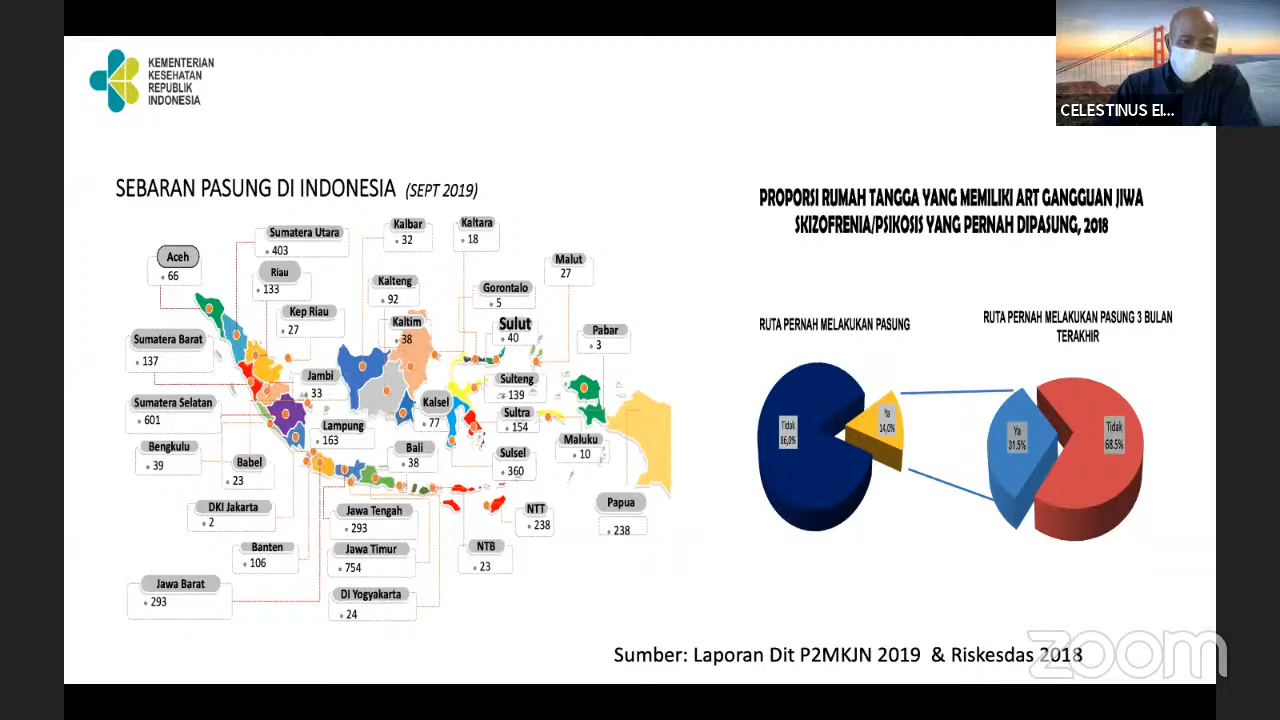 KEMENTERIAN
KESEHATAN
REPUBLIK
INDONESIA
CELESTINUS EI...
SEBARAN PASUNG DI INDONESIA (SEPT 2019)
Aceh
66
Sumatera Utara
403
Riau
133
Kep Riau
27
Kalbar
32
Kalteng
92
Kaltim
38
Kaltara
18
Gorontalo
5
Sulut
40
Malut
27
Pabar
3
Sumatera Barat
137
Sumatera Selatan
601
Bengkulu
39
Jambi
33
Lampung
163
Babel
23
Kalsel
77
Bali
38
Sulteng
139
Sultra
154
Sulsel
360
Maluku
10
Papua
238
DKI Jakarta
2
Banten
106
Jawa Barat
293
Jawa Tengah
293
Jawa Timur
754
DI Yogyakarta
24
NTB
23
NTT
238
PROPORSI RUMAH TANGGA YANG MEMILIKI ART GANGGUAN JIWA
SKIZOFRENIA/PSIKOSIS YANG PERNAH DIPASUNG, 2018
RUTA PERNAH MELAKUKAN PASUNG
Tidak
86,0%
Ya
14,0%
RUTA PERNAH MELAKUKAN PASUNG 3 BULAN
TERAKHIR
Ya
31.5%
Tidak
68.5%
Sumber: Laporan Dit P2MKJN 2019 & Riskesdas 2018
zoom